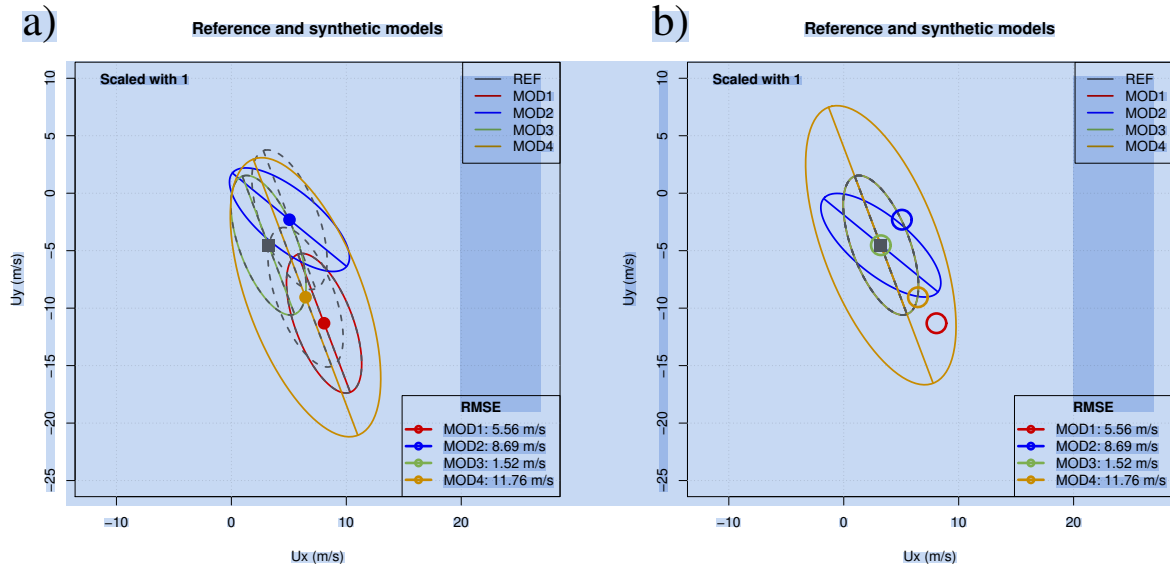 a)
Reference and synthetic models
Scaled with 1
REF
MOD1
MOD2
MOD3
MOD4
10
5
0
−5
−10
−15
−20
−25
Uy (m/s)
RMSE
MOD1: 5.56 m/s
MOD2: 8.69 m/s
MOD3: 1.52 m/s
MOD4: 11.76 m/s
−10
0
10
20
Ux (m/s)
b)
Reference and synthetic models
Scaled with 1
REF
MOD1
MOD2
MOD3
MOD4
10
5
0
−5
−10
−15
−20
−25
Uy (m/s)
RMSE
MOD1: 5.56 m/s
MOD2: 8.69 m/s
MOD3: 1.52 m/s
MOD4: 11.76 m/s
−10
0
10
20
Ux (m/s)